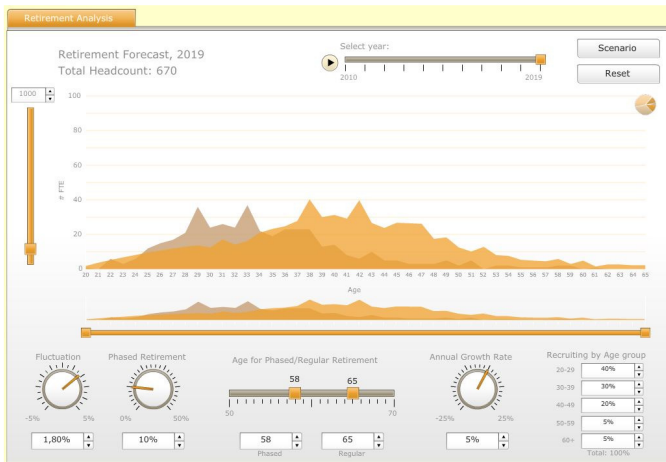 Retirement Analysis
Retirement Forecast, 2019
Total Headcount: 670
Select year:
2010 2019
Scenario
Reset
1000
100
80
60
40
20
0
# FTE
20 21 22 23 24 25 26 27 28 29 30 31 32 33 34 35 36 37 38 39 40 41 42 43 44 45 46 47 48 49 50 51 52 53 54 55 56 57 58 59 60 61 62 63 64 65
Age
Fluctuation
-5% 5%
1,80%
Phased Retirement
0% 50%
10%
Age for Phased/Regular Retirement
58 65
50 70
58 65
Phased Regular
Annual Growth Rate
-25% 25%
5%
Recruiting by Age group
20-29 40%
30-39 30%
40-49 20%
50-59 5%
60+ 5%
Total: 100%